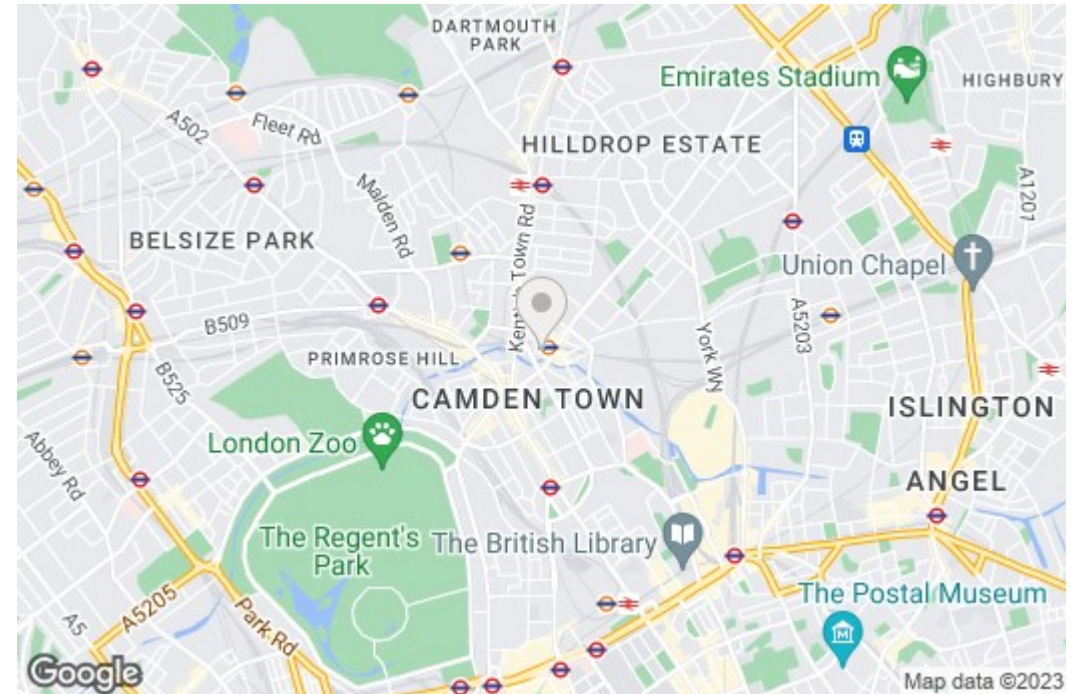 DARTMOUTH
PARK
Emirates Stadium
HIGHBURY
A502
Fleet Rd
HILLDROP ESTATE
Malden Rd
A1201
BELSIZE PARK
Kentish Town Rd
Union Chapel
B509
A5203
PRIMROSE HILL
York Wy
B525
CAMDEN TOWN
ISLINGTON
London Zoo
Abbey Rd
ANGEL
The Regent's
Park
The British Library
A5205
The Postal Museum
A5
Park Rd
Google
Map data ©2023